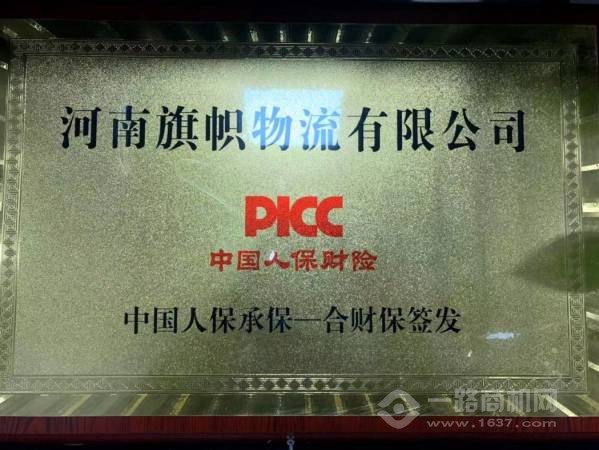 河南旗帜物流有限公司
PICC
中国人保财险
中国人保承保—合财保签发
一路商机网
www.1637.com